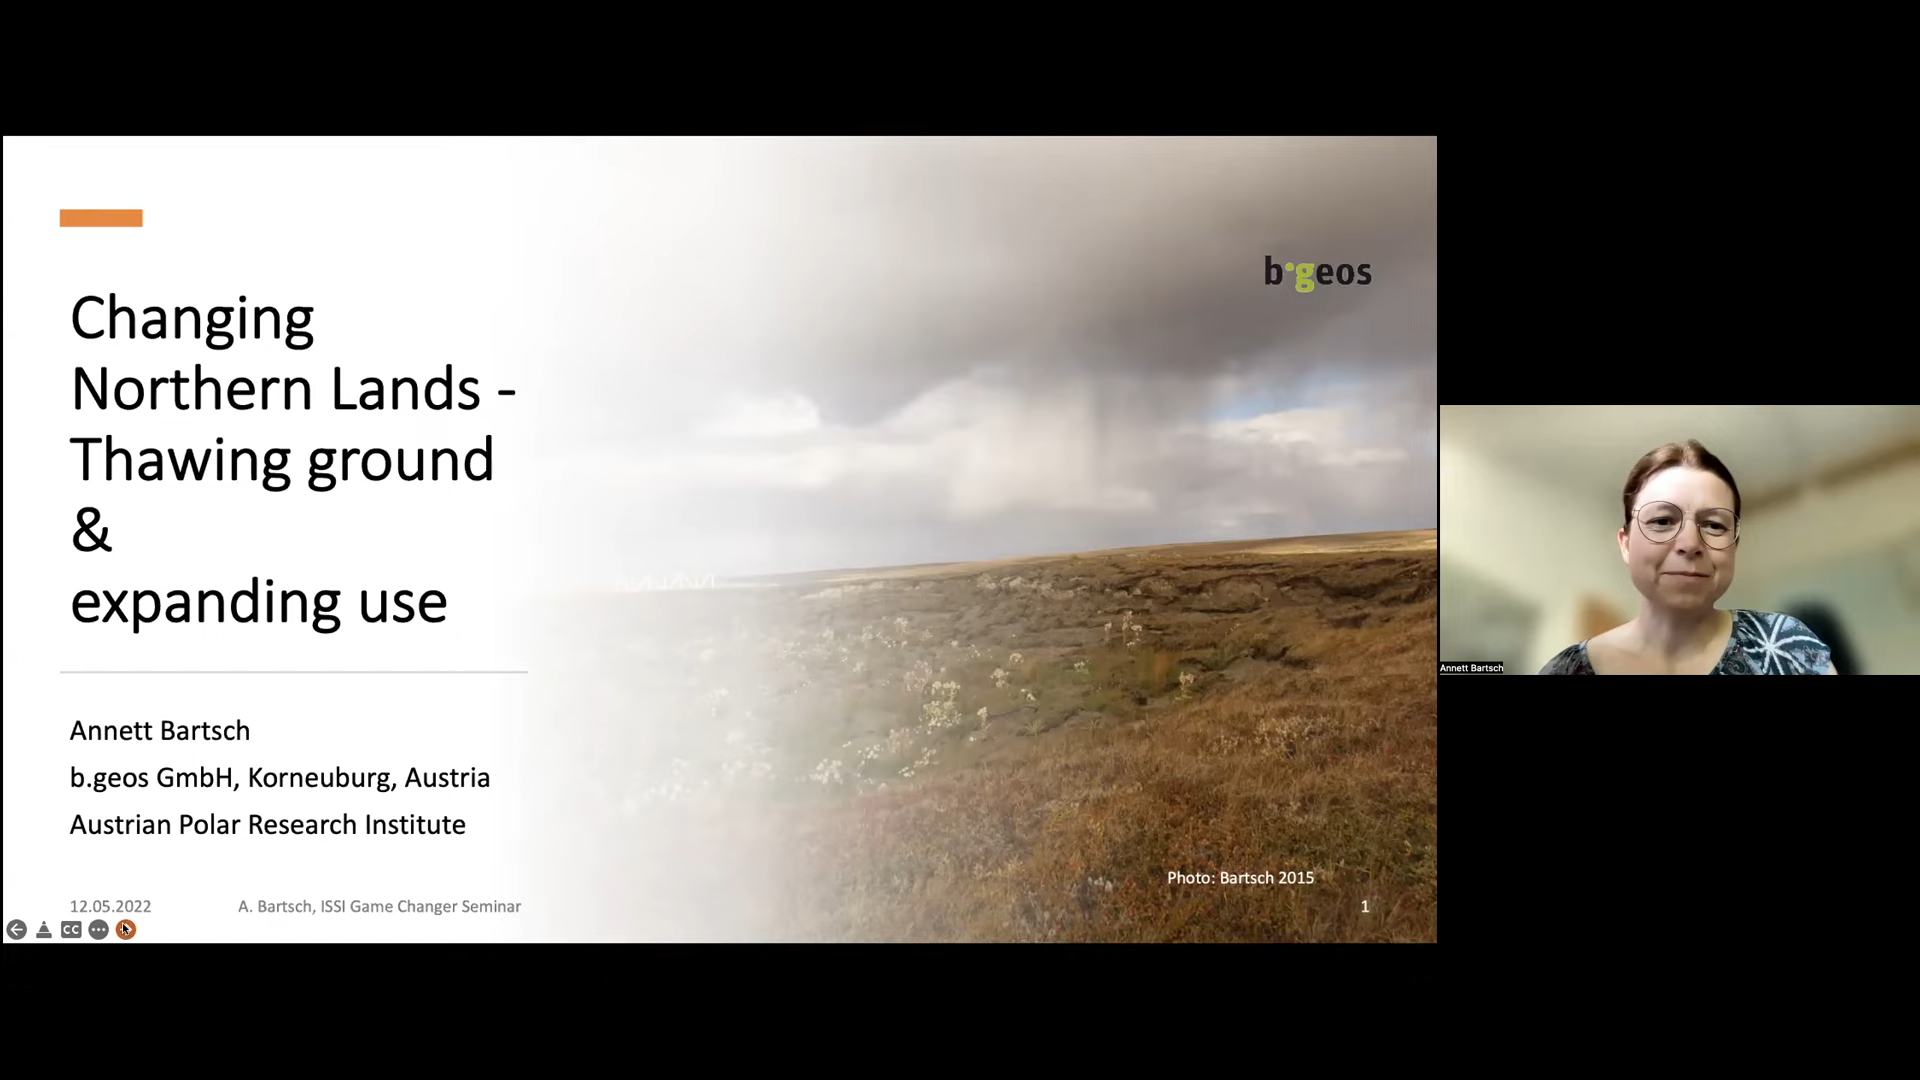 b.geos
Changing
Northern Lands -
Thawing ground
&
expanding use
Annett Bartsch
b.geos GmbH, Korneuburg, Austria
Austrian Polar Research Institute
Photo: Bartsch 2015
12.05.2022
A. Bartsch, ISSI Game Changer Seminar
1
CC
Annett Bartsch